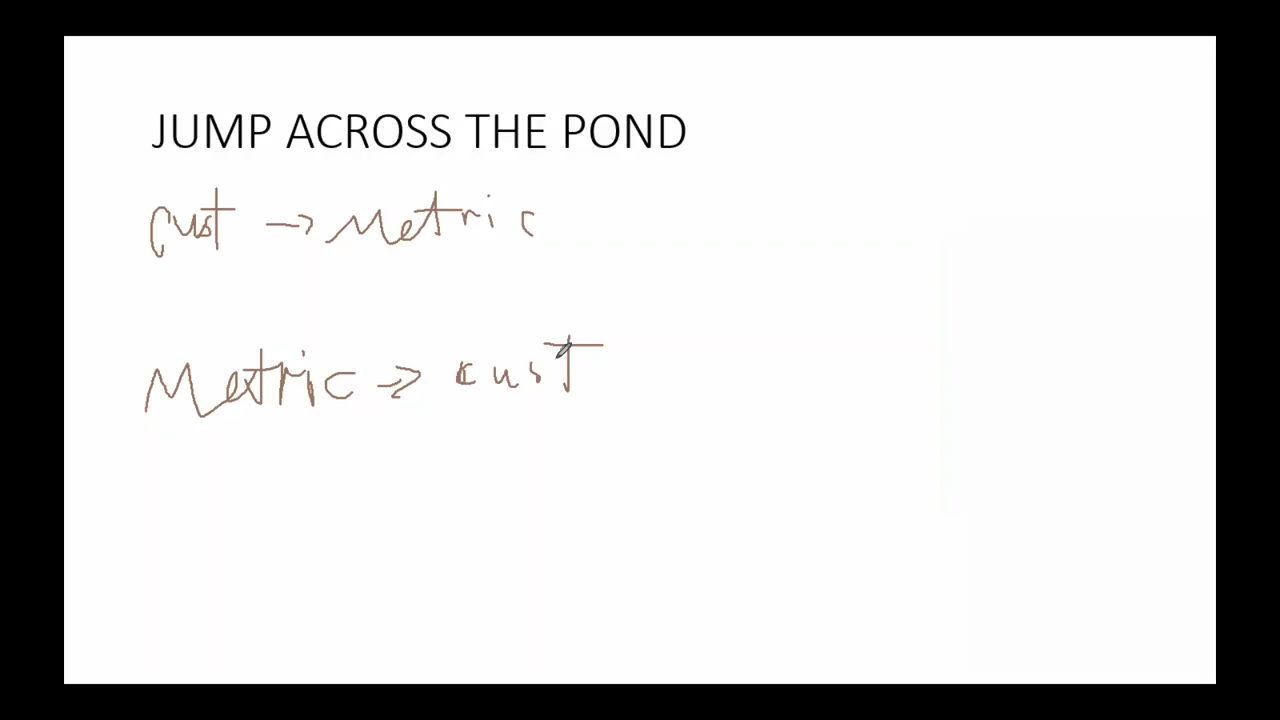 JUMP ACROSS THE POND
cust → Metric
Metric → cust